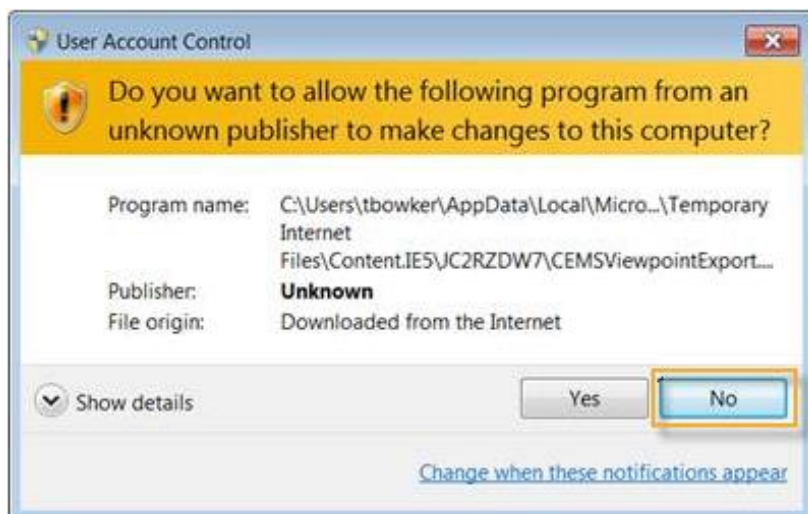 User Account Control
Do you want to allow the following program from an
unknown publisher to make changes to this computer?
Program name: C:\Users\tbowker\AppData\Local\Micro...\Temporary
Internet
Files\Content.IE5\JC2RZDW7\CEMSViewpointExport....
Publisher: Unknown
File origin: Downloaded from the Internet
Show details Yes No
Change when these notifications appear